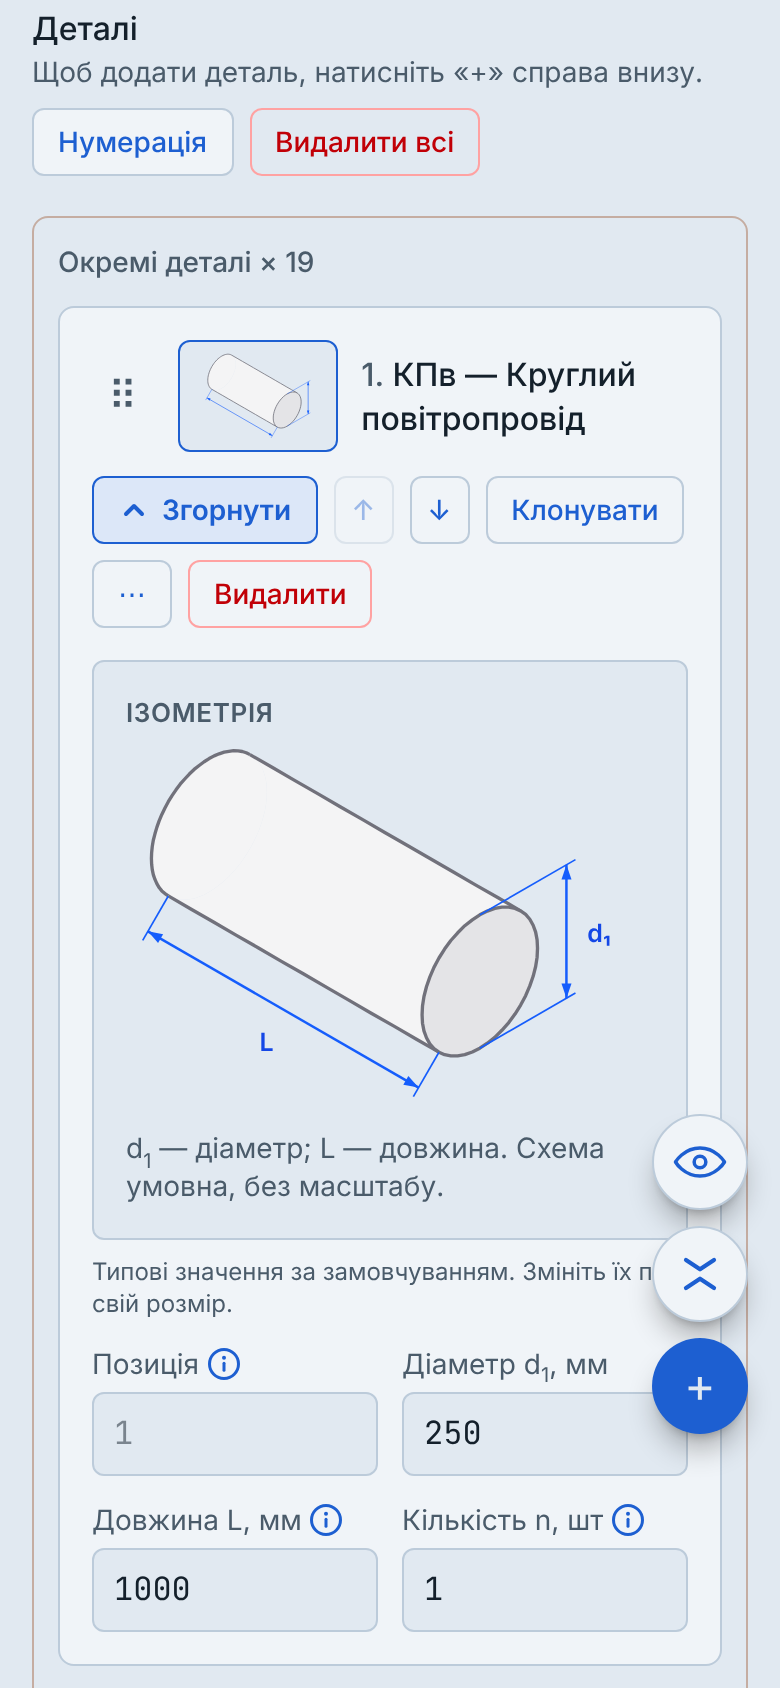 Деталі
Щоб додати деталь, натисніть «+» справа внизу.
Нумерація
Видалити всі
Окремі деталі × 19
1. КПв — Круглий
повітропровід
Згорнути
↑
↓
Клонувати
...
Видалити
ІЗОМЕТРІЯ
d₁
L
d₁ — діаметр; L — довжина. Схема
умовна, без масштабу.
Типові значення за замовчуванням. Змініть їх п
свій розмір.
+
Позиція
Діаметр d₁, мм
1
250
Довжина L, мм
Кількість n, шт
1000
1